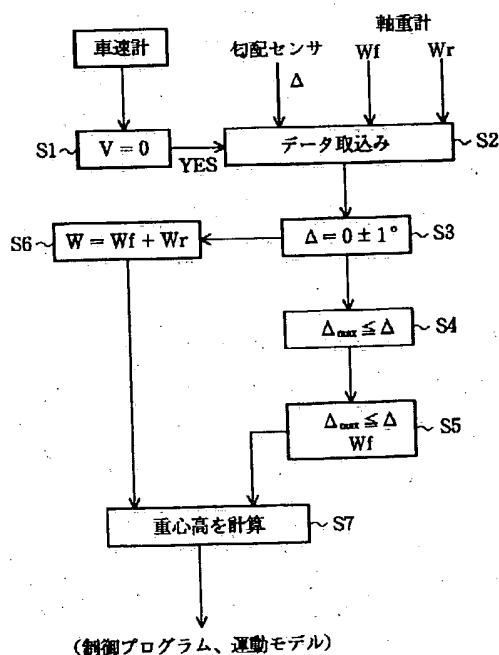 車速計
匂配センサ
軸重計
Δ
Wf
Wr
S1
V = 0
YES
データ取込み
S2
S6
W = Wf + Wr
Δ = 0 ± 1°
S3
Δmax ≦ Δ
S4
Δmax ≦ Δ
Wf
S5
重心高を計算
S7
(制御プログラム、運動モデル)